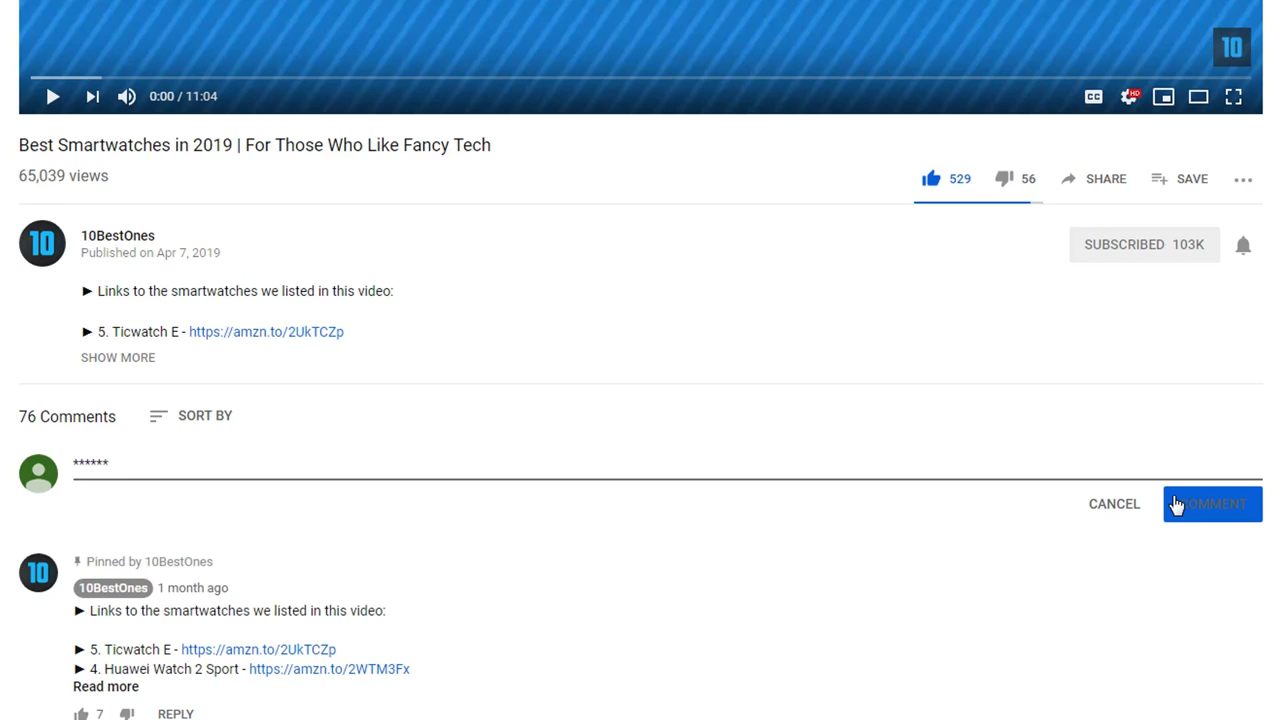 10
0:00 / 11:04
CC
HD
Best Smartwatches in 2019 | For Those Who Like Fancy Tech
65,039 views
529
56
SHARE
SAVE
10
10BestOnes
Published on Apr 7, 2019
SUBSCRIBED 103K
► Links to the smartwatches we listed in this video:
► 5. Ticwatch E - https://amzn.to/2UkTCZp
SHOW MORE
76 Comments
SORT BY
******
CANCEL
COMMENT
10
Pinned by 10BestOnes
10BestOnes 1 month ago
► Links to the smartwatches we listed in this video:
► 5. Ticwatch E - https://amzn.to/2UkTCZp
► 4. Huawei Watch 2 Sport - https://amzn.to/2WTM3Fx
Read more
7
REPLY